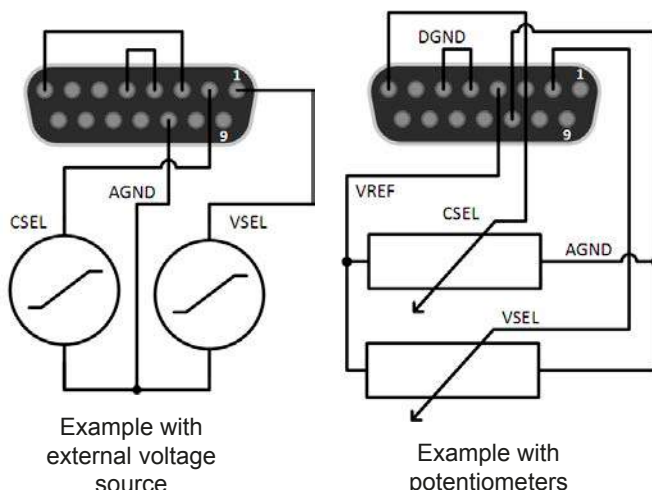 1
9
AGND
CSEL
VSEL
Example with
external voltage
source
DGND
1
9
VREF
CSEL
AGND
VSEL
Example with
potentiometers